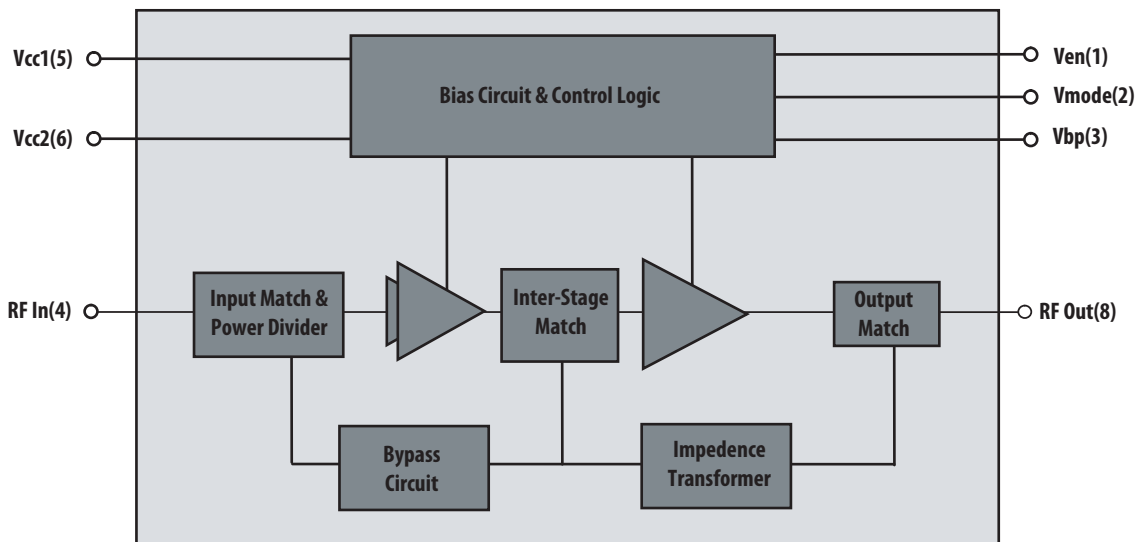 Vcc1(5)
Ven(1)
Bias Circuit & Control Logic
Vmode(2)
Vcc2(6)
Vbp(3)
RF In(4)
Input Match &
Power Divider
Inter-Stage
Match
Output
Match
RF Out(8)
Bypass
Circuit
Impedence
Transformer